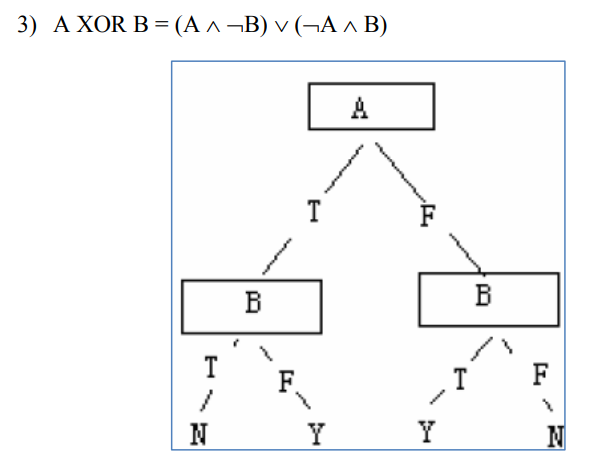 3) A XOR B = (A ∧ ¬B) ∨ (¬A ∧ B)
A
T F
B B
T F T F
N Y Y N